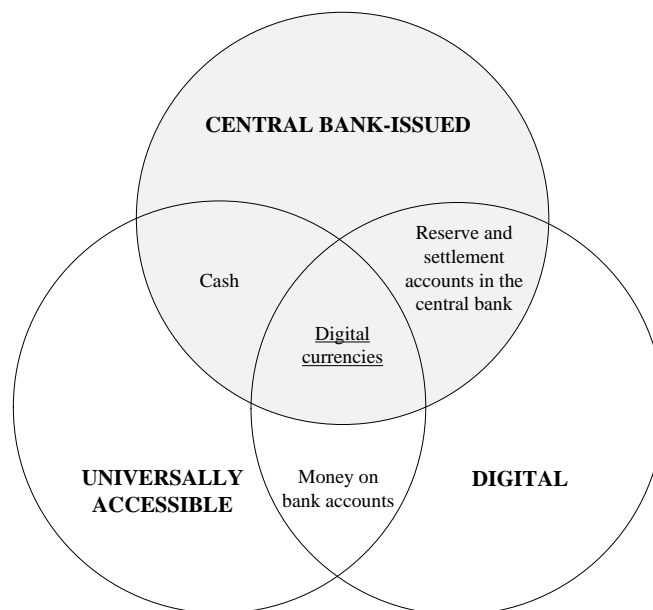 CENTRAL BANK-ISSUED
Reserve and
settlement
accounts in the
central bank
Cash
Digital
currencies
UNIVERSALLY
ACCESSIBLE
Money on
bank accounts
DIGITAL